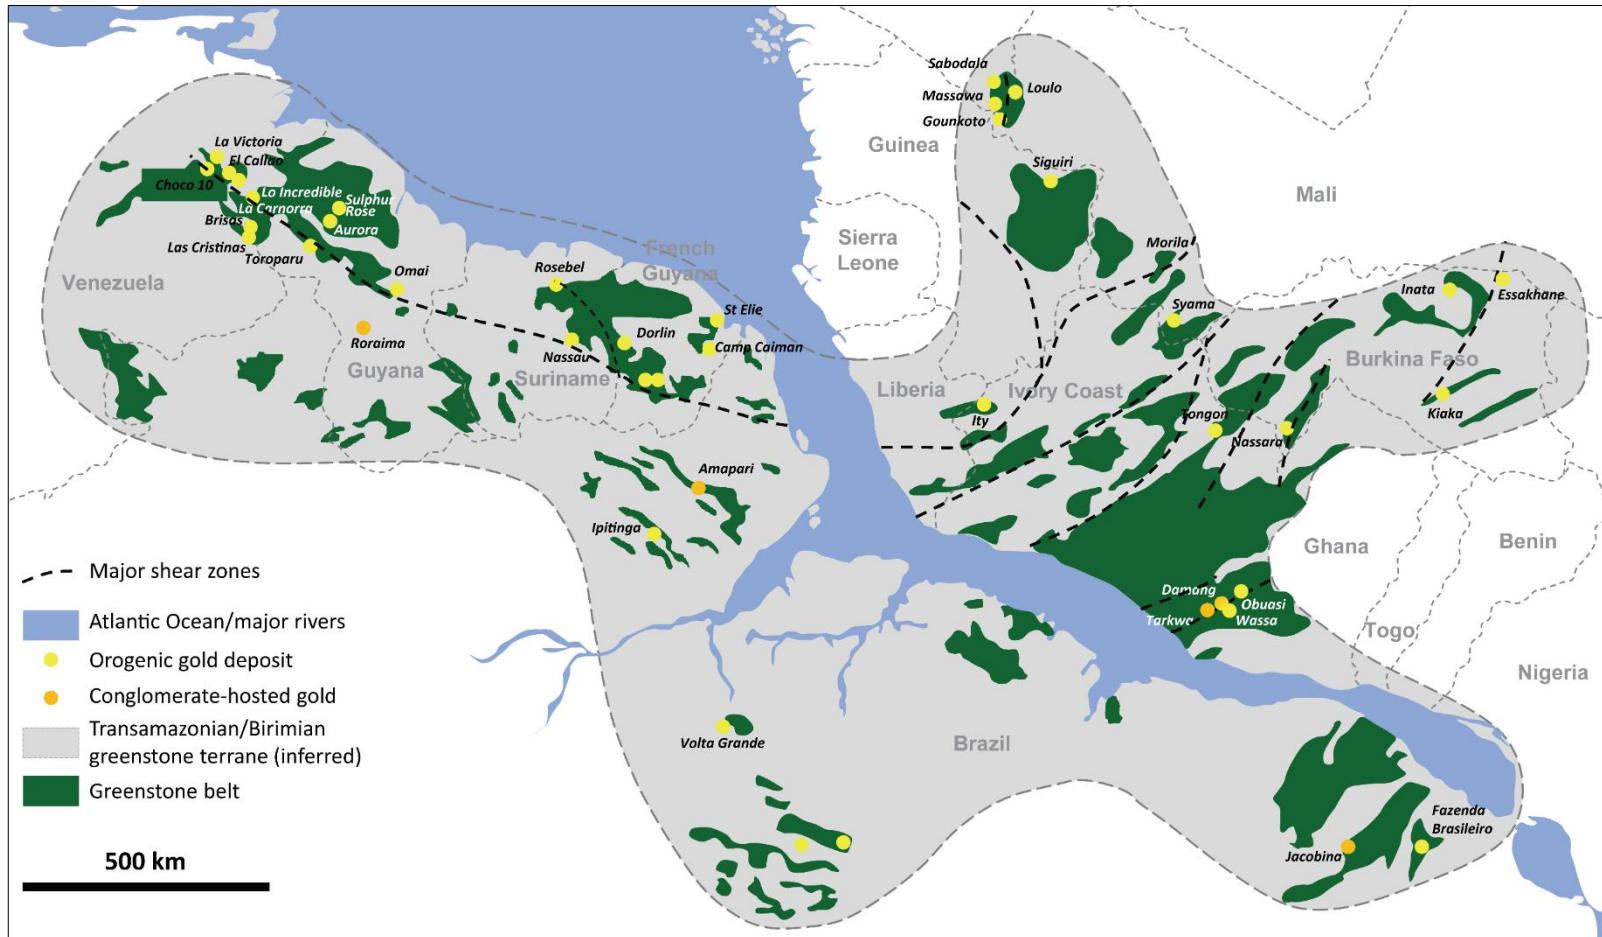 Sabodala
Loulo
Massawa
Gounkoto
Guinea
La Victoria
El Callao
Siguiri
Choco 10
Lo Incredible
Sulphur
Rose
La Carnorra
Mali
Brisas
Aurora
Sierra
Leone
Las Cristinas
Toroparu
Morila
French
Guyana
Rosebel
Omai
Venezuela
Inata
Essakhane
Syama
St Elie
Roraima
Dorlin
Nassau
Camp Caiman
Guyana
Suriname
Burkina Faso
Liberia
Ivory Coast
Kiaka
Ity
Tongon
Nassara
Amapari
Ipitinga
Ghana
Benin
Major shear zones
Damang
Obuasi
Tarkwa
Wassa
Atlantic Ocean/major rivers
Togo
Orogenic gold deposit
Nigeria
Conglomerate-hosted gold
Transamazonian/Birimian
greenstone terrane (inferred)
Volta Grande
Brazil
Greenstone belt
Fazenda
Brasileiro
Jacobina
500 km